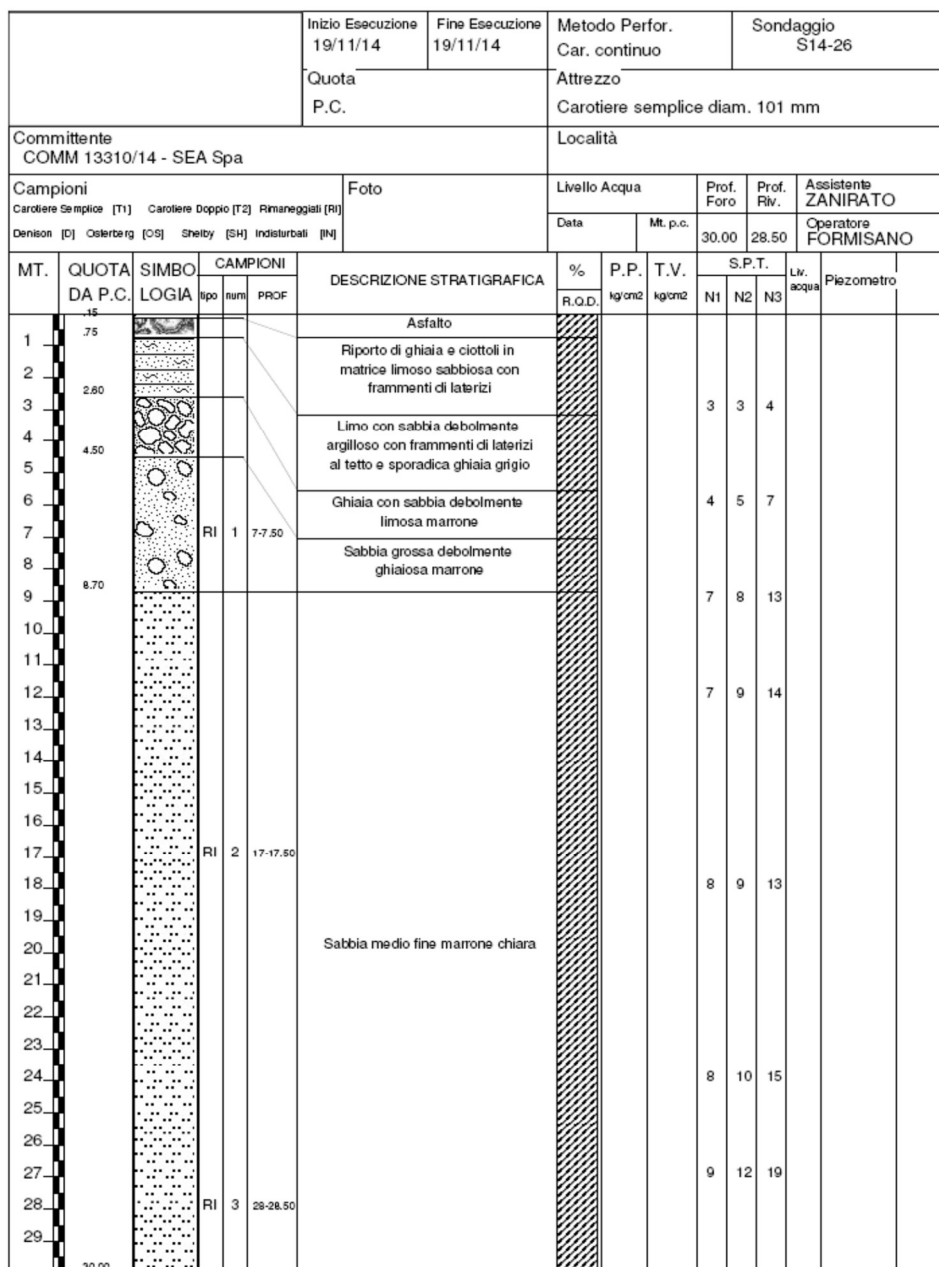 Inizio Esecuzione Fine Esecuzione Metodo Perfor. Sondaggio
19/11/14 19/11/14 Car. continuo S14-26
Quota Attrezzo
P.C. Carotiere semplice diam. 101 mm
Committente Località
COMM 13310/14 - SEA Spa
Campioni Foto Livello Acqua Prof. Foro Prof. Riv. Assistente
ZANIRATO
Carotiere Semplice [T1] Carotiere Doppio [T2] Rimaneggiati [RI]
Denison [D] Osterberg [OS] Shelby [SH] Indisturbati [IN] Data Mt. p.c. 30.00 28.50 Operatore
FORMISANO
MT. QUOTA DA P.C. SIMBO LOGIA CAMPIONI DESCRIZIONE STRATIGRAFICA % P.P. T.V. S.P.T. Liv. acqua Piezometro
tipo num PROF R.Q.D. kg/cm2 kg/cm2 N1 N2 N3
.15 Asfalto
1 .75 Riporto di ghiaia e ciottoli in
2 matrice limoso sabbiosa con
2.60 frammenti di laterizi
3 3 3 4
4 Limo con sabbia debolmente
4.50 argilloso con frammenti di laterizi
5 al tetto e sporadica ghiaia grigio
6 Ghiaia con sabbia debolmente 4 5 7
limosa marrone
7 RI 1 7-7.50
Sabbia grossa debolmente
8 ghiaiosa marrone
8.70
9 7 8 13
10
11
12 7 9 14
13
14
15
16
17 RI 2 17-17.50
18 8 9 13
19
20 Sabbia medio fine marrone chiara
21
22
23
24 8 10 15
25
26
27 9 12 19
28 RI 3 28-28.50
29
30.00